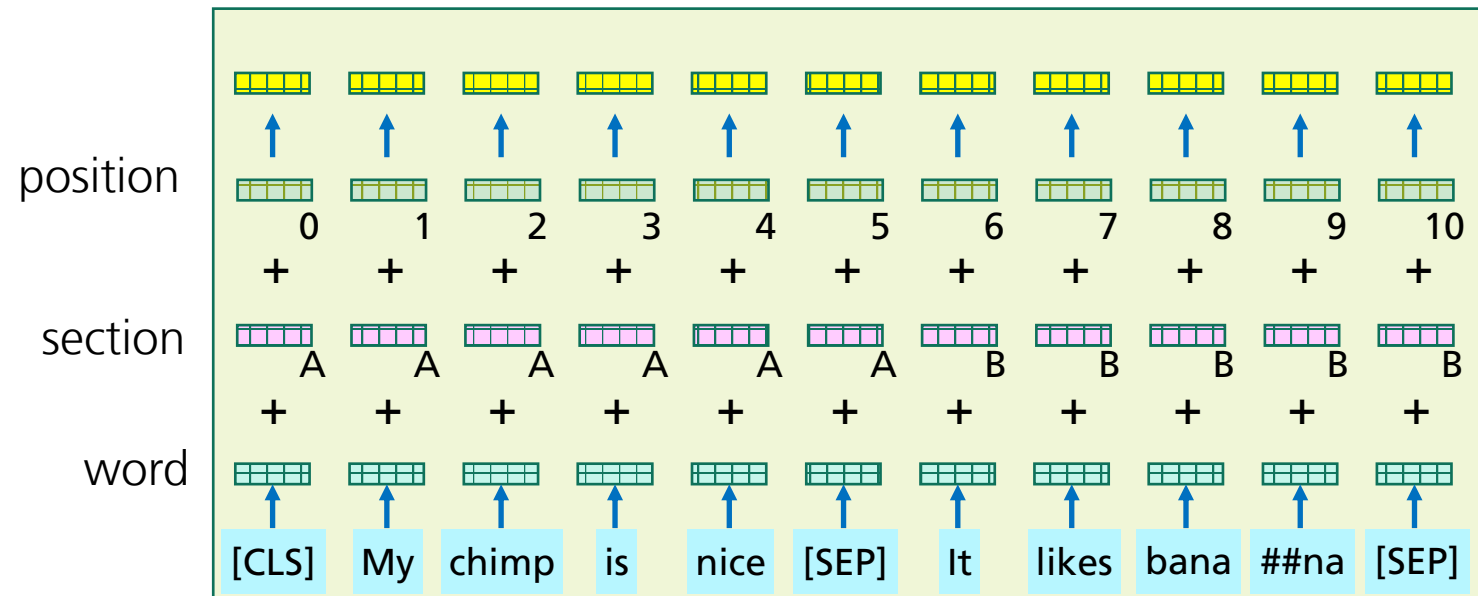 position
0 1 2 3 4 5 6 7 8 9 10
+ + + + + + + + + + +
section
A A A A A A B B B B B
+ + + + + + + + + + +
word
[CLS] My chimp is nice [SEP] It likes bana ##na [SEP]